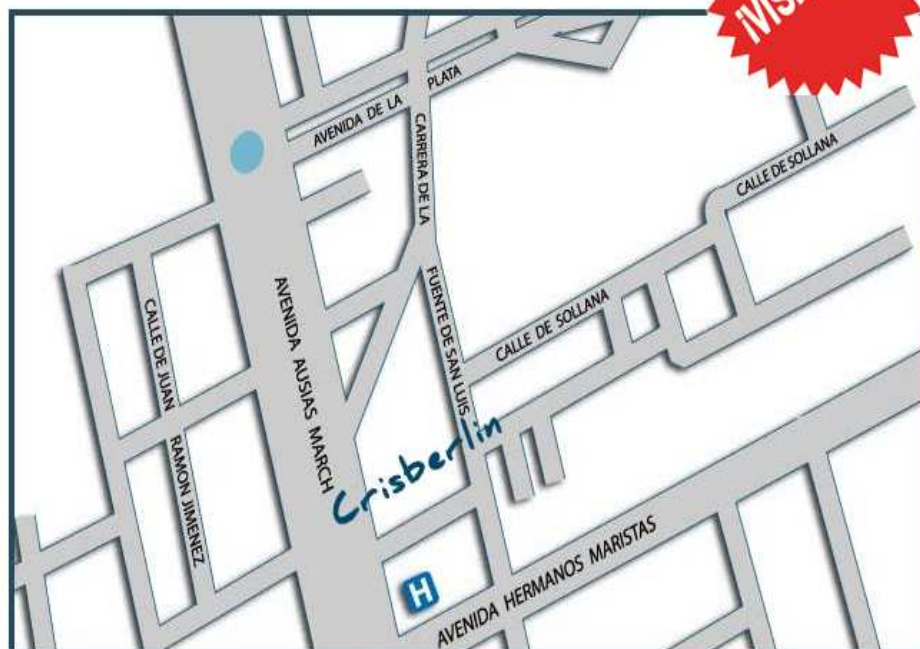 AVENIDA DE LA PLATA
CARRERA DE LA
FUENTE DE SAN LUIS
CALLE DE SOLLANA
CALLE DE SOLLANA
CALLE DE JUAN
RAMON JIMENEZ
AVENIDA AUSIAS MARCH
Crisberlin
H
AVENIDA HERMANOS MARISTAS